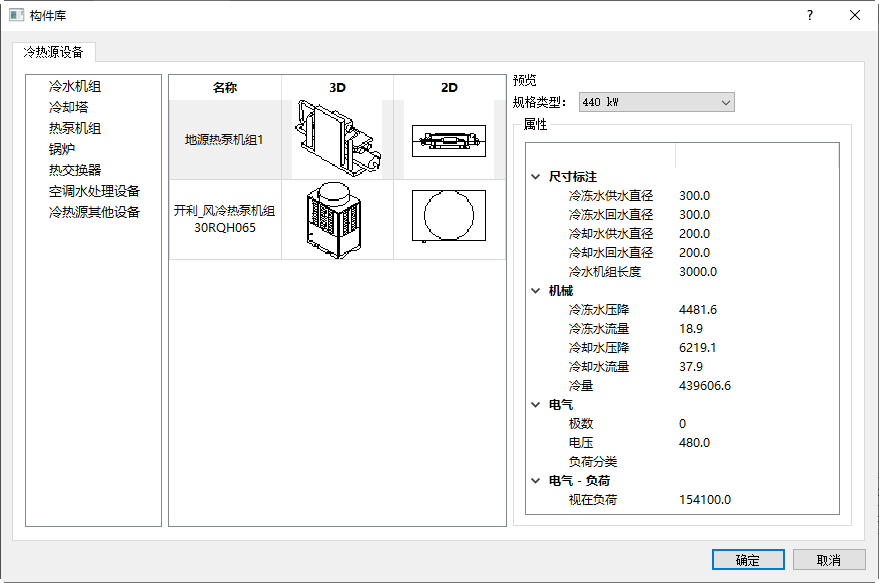 构件库
?
冷热源设备
冷水机组
冷却塔
热泵机组
锅炉
热交换器
空调水处理设备
冷热源其他设备
名称 3D 2D
地源热泵机组1
开利_风冷热泵机组
30RQH065
预览
规格类型： 440 kW
属性
尺寸标注
冷冻水供水直径 300.0
冷冻水回水直径 300.0
冷却水供水直径 200.0
冷却水回水直径 200.0
冷水机组长度 3000.0
机械
冷冻水压降 4481.6
冷冻水流量 18.9
冷却水压降 6219.1
冷却水流量 37.9
冷量 439606.6
电气
极数 0
电压 480.0
负荷分类
电气 - 负荷
视在负荷 154100.0
确定 取消